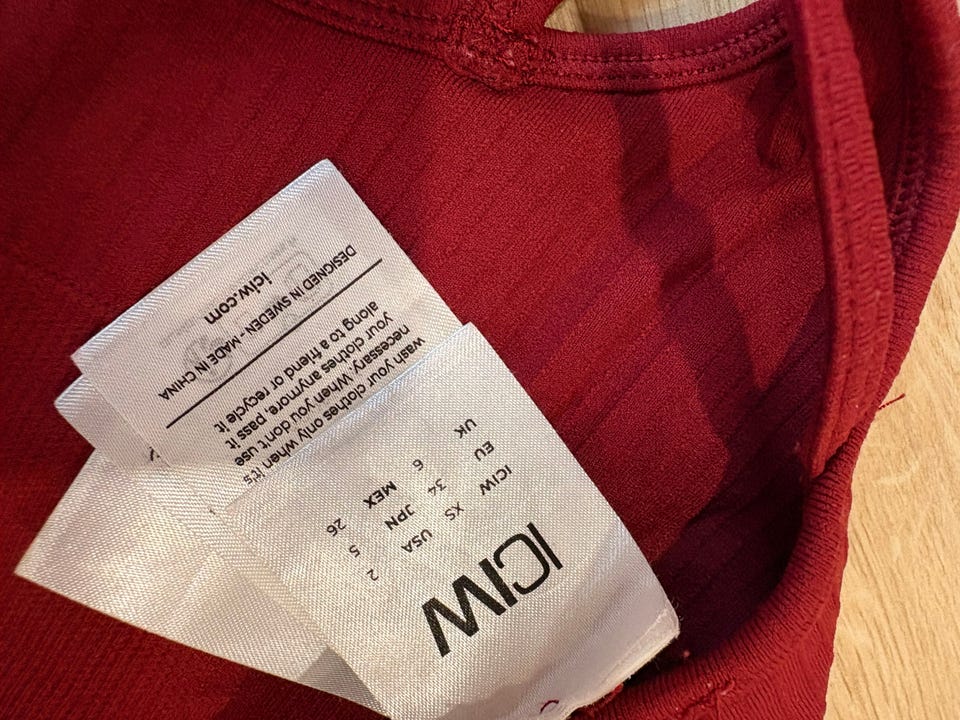 ICIW
ICIW XS USA 2
EU 34 JPN 5
UK 6 MEX 26
wash your clothes only when it's
necessary. When you don't use
your clothes anymore, pass it
along to a friend or recycle it
DESIGNED IN SWEDEN · MADE IN CHINA
iciw.com